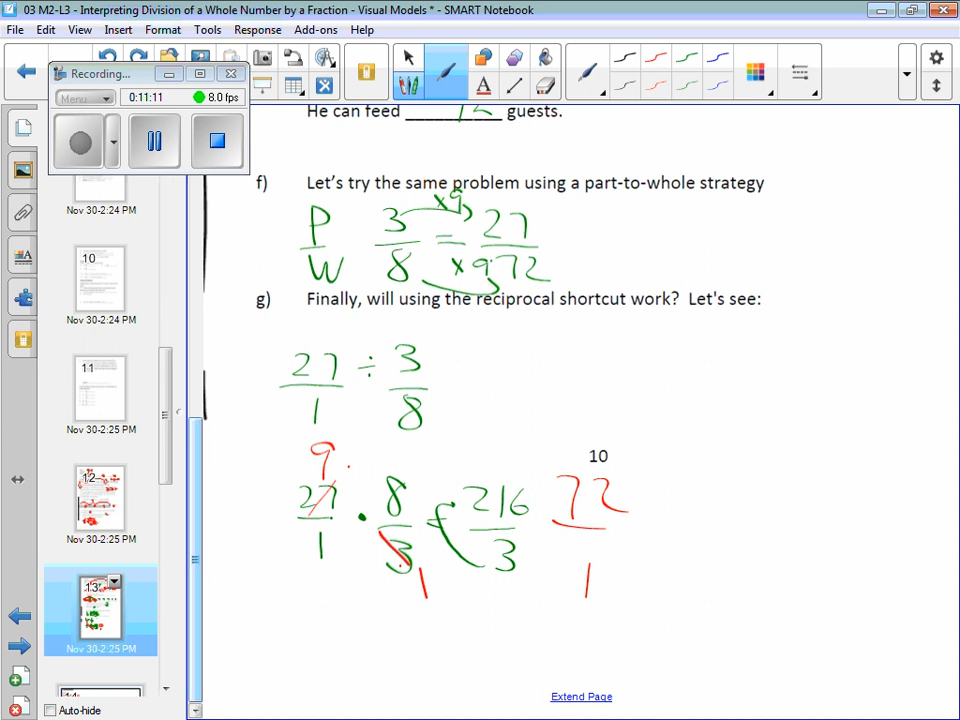 03 M2-L3 - Interpreting Division of a Whole Number by a Fraction - Visual Models * - SMART Notebook
File Edit View Insert Format Tools Response Add-ons Help
Recording...
Menu 0:11:11 8.0 fps
Nov 30-2:24 PM
10
Nov 30-2:24 PM
11
Nov 30-2:25 PM
12
Nov 30-2:25 PM
13
Nov 30-2:25 PM
14
Auto-hide
He can feed __________ guests.
f) Let's try the same problem using a part-to-whole strategy
x9
P 3 = 27
W 8 x9 72
g) Finally, will using the reciprocal shortcut work? Let's see:
27 ÷ 3
1 8
9
10
27 • 8 = 216 72
1 3 3 1
1
Extend Page